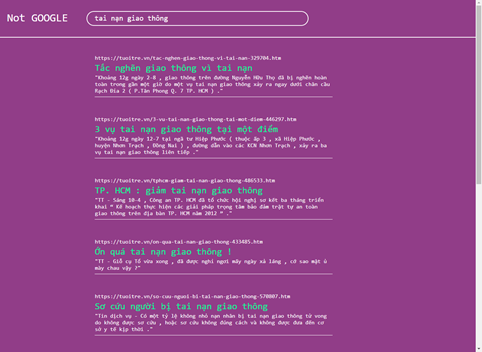 Not GOOGLE
tai nạn giao thông
https://tuoitre.vn/tac-nghen-giao-thong-vi-tai-nan-329704.htm
Tắc nghẽn giao thông vì tai nạn
"Khoảng 12g ngày 2-8 , giao thông trên đường Nguyễn Hữu Thọ đã bị nghẽn hoàn
toàn trong gần một giờ do một vụ tai nạn giao thông xảy ra ngay dưới chân cầu
Rạch Đĩa 2 ( P.Tân Phong Q. 7 TP. HCM ) ."
https://tuoitre.vn/3-vu-tai-nan-giao-thong-tai-mot-diem-446297.htm
3 vụ tai nạn giao thông tại một điểm
"Khoảng 12g ngày 12-7 tại ngã tư Hiệp Phước ( thuộc ấp 3 , xã Hiệp Phước ,
huyện Nhơn Trạch , Đồng Nai ) , đường dẫn vào các KCN Nhơn Trạch , xảy ra ba
vụ tai nạn giao thông liên tiếp ."
https://tuoitre.vn/tphcm-giam-tai-nan-giao-thong-486533.htm
TP. HCM : giảm tai nạn giao thông
"TT - Sáng 10-4 , Công an TP. HCM đã tổ chức hội nghị sơ kết ba tháng triển
khai " Kế hoạch thực hiện các giải pháp trọng tâm bảo đảm trật tự an toàn
giao thông trên địa bàn TP. HCM năm 2012 " ."
https://tuoitre.vn/on-qua-tai-nan-giao-thong-433485.htm
Ớn quá tai nạn giao thông !
"TT - Giỗ cụ Tổ vừa xong , đã được nghỉ ngơi mấy ngày xả láng , cớ sao mặt ủ
mày chau vậy ?"
https://tuoitre.vn/so-cuu-nguoi-bi-tai-nan-giao-thong-570807.htm
Sơ cứu người bị tai nạn giao thông
"Tin dịch vụ - Có một tỷ lệ không nhỏ nạn nhân bị tai nạn giao thông tử vong
do không được sơ cứu , hoặc sơ cứu không đúng cách và không được đưa đến cơ
sở y tế kịp thời ."